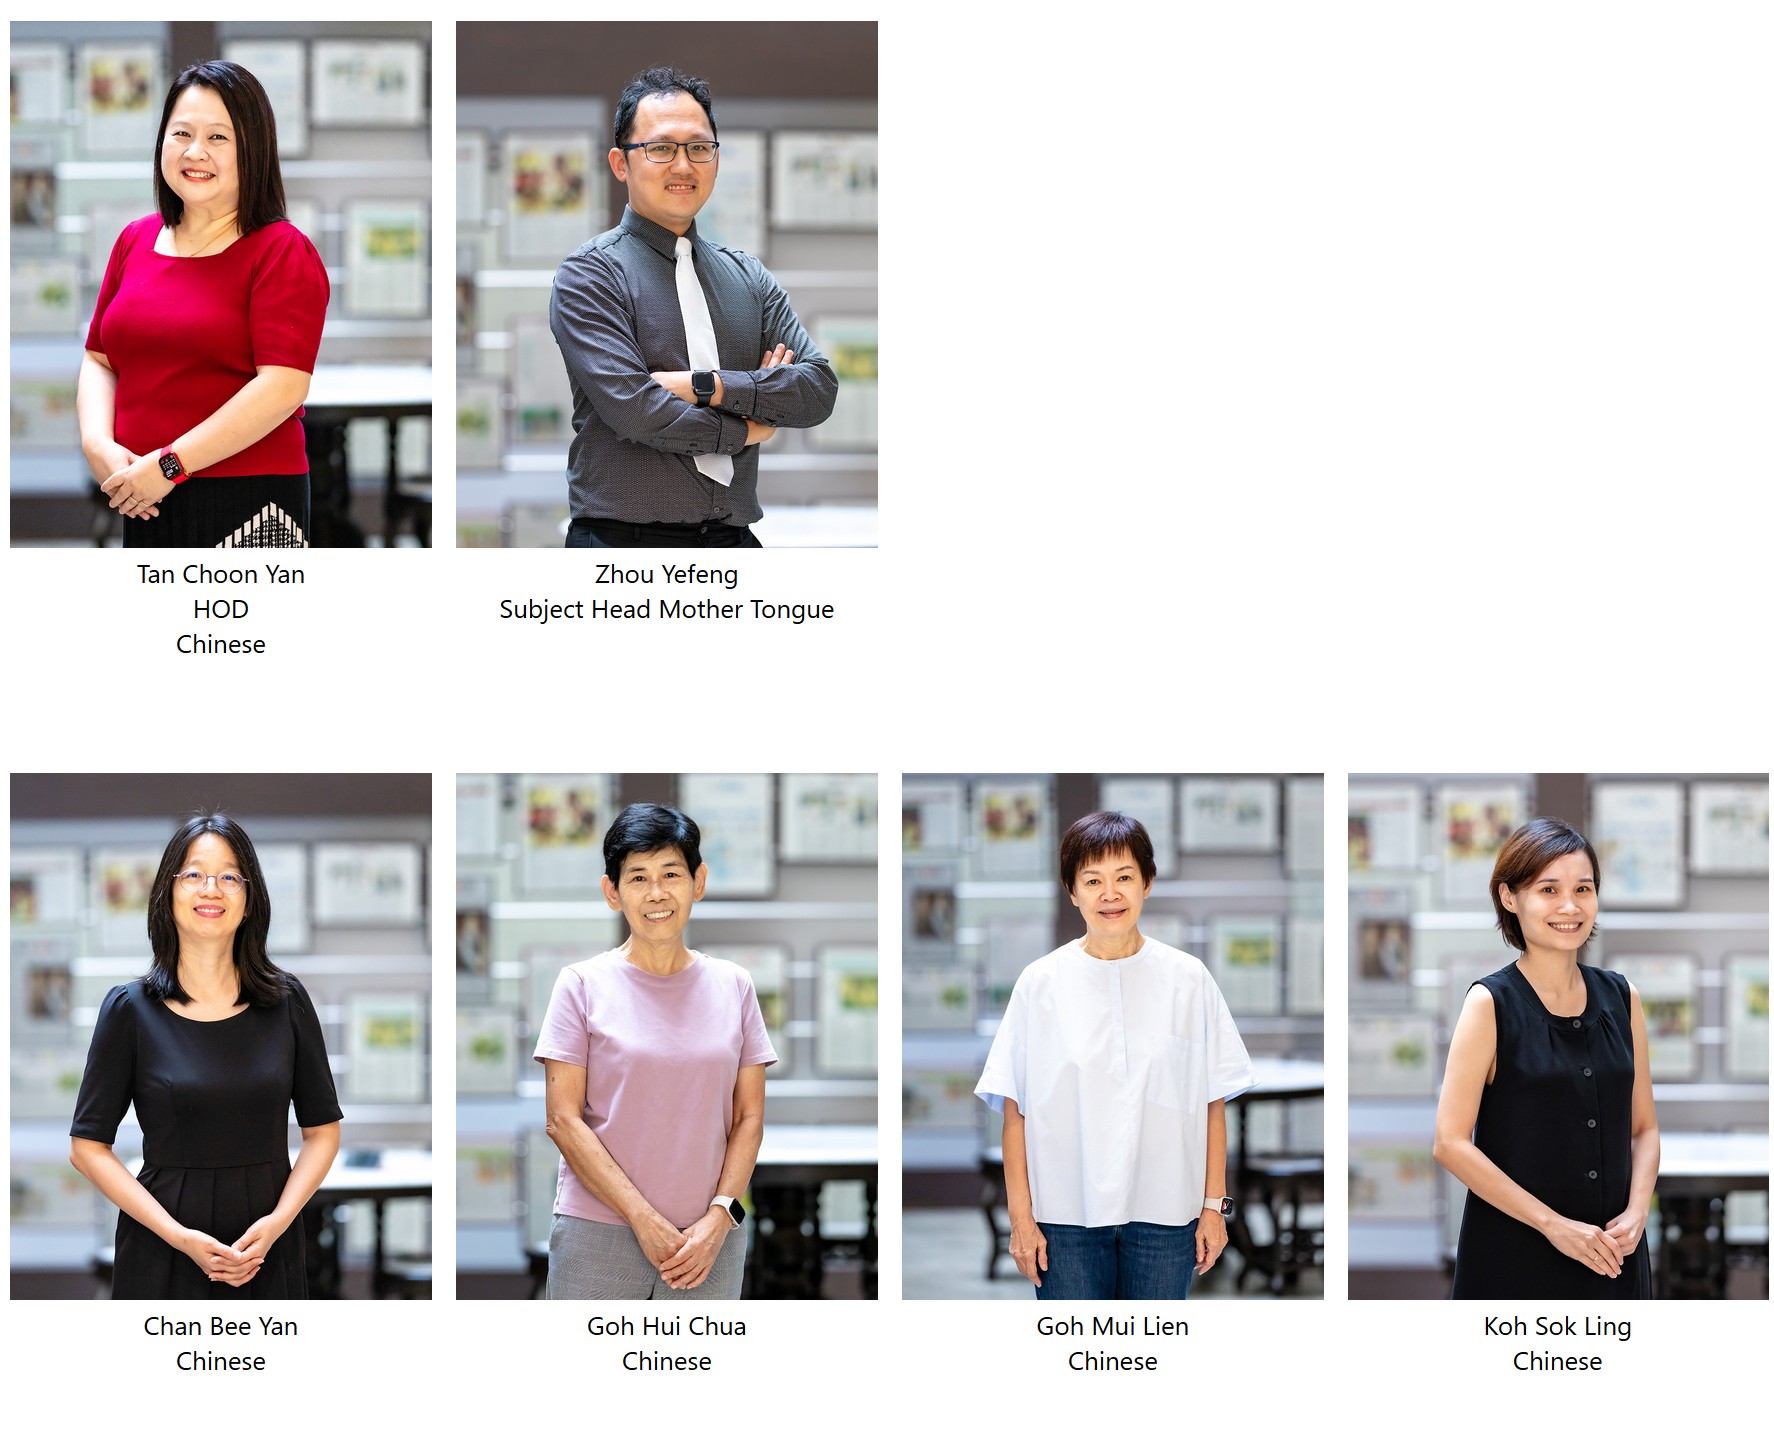 Tan Choon Yan
HOD
Chinese
Zhou Yefeng
Subject Head Mother Tongue
Chan Bee Yan
Chinese
Goh Hui Chua
Chinese
Goh Mui Lien
Chinese
Koh Sok Ling
Chinese